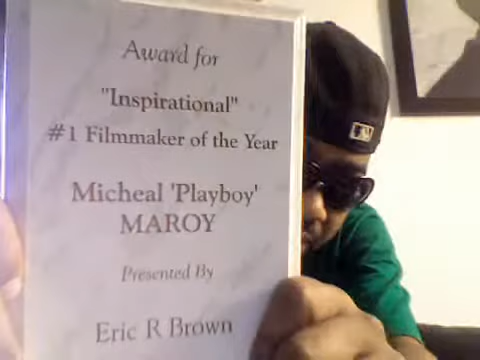 Award for
"Inspirational"
#1 Filmmaker of the Year
Micheal 'Playboy'
MAROY
Presented By
Eric R Brown